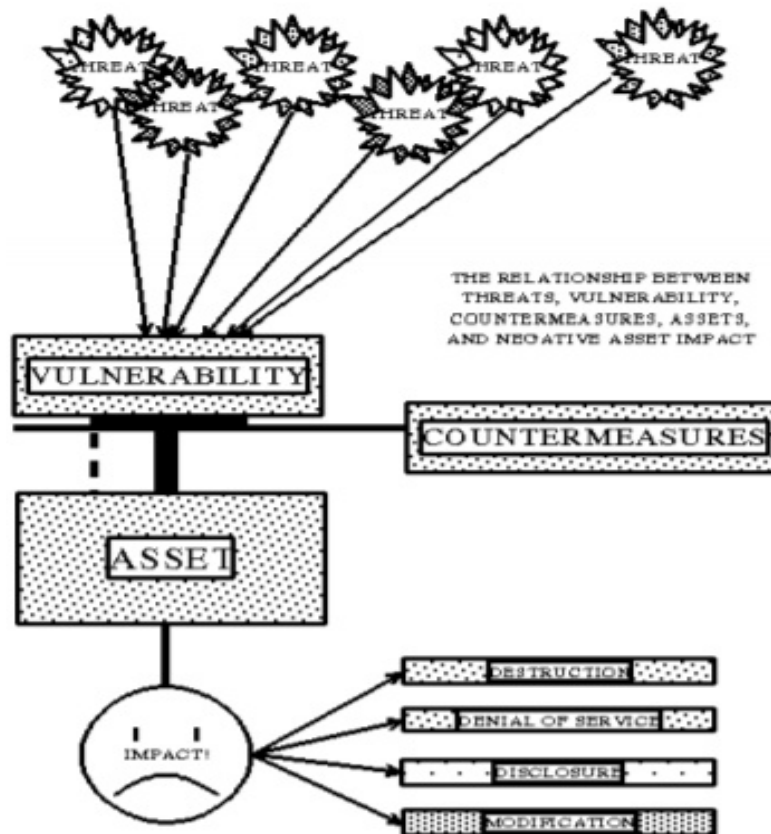 THREAT
THREAT
THREAT
THREAT
THREAT
THREAT
THE RELATIONSHIP BETWEEN
THREATS, VULNERABILITY,
COUNTERMEASURES, ASSETS,
AND NEGATIVE ASSET IMPACT
VULNERABILITY
COUNTERMEASURES
ASSET
IMPACT!
DESTRUCTION
DENIAL OF SERVICE
DISCLOSURE
MODIFICATION